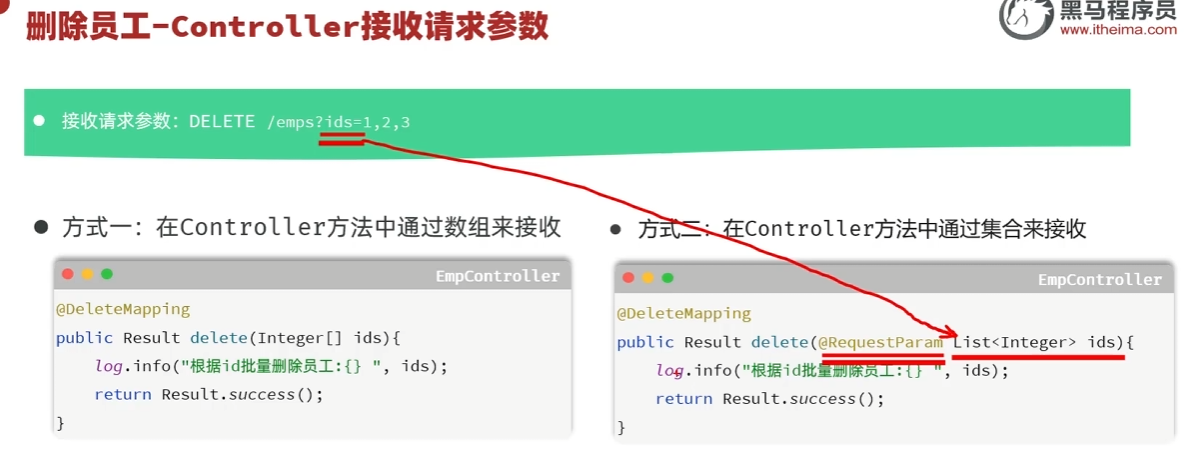 删除员工-Controller接收请求参数
黑马程序员
www.itheima.com
接收请求参数：DELETE /emps?ids=1,2,3
方式一：在Controller方法中通过数组来接收
EmpController
@DeleteMapping
public Result delete(Integer[] ids){
log.info("根据id批量删除员工:{} ", ids);
return Result.success();
}
方式二：在Controller方法中通过集合来接收
EmpController
@DeleteMapping
public Result delete(@RequestParam List<Integer> ids){
log.info("根据id批量删除员工:{} ", ids);
return Result.success();
}